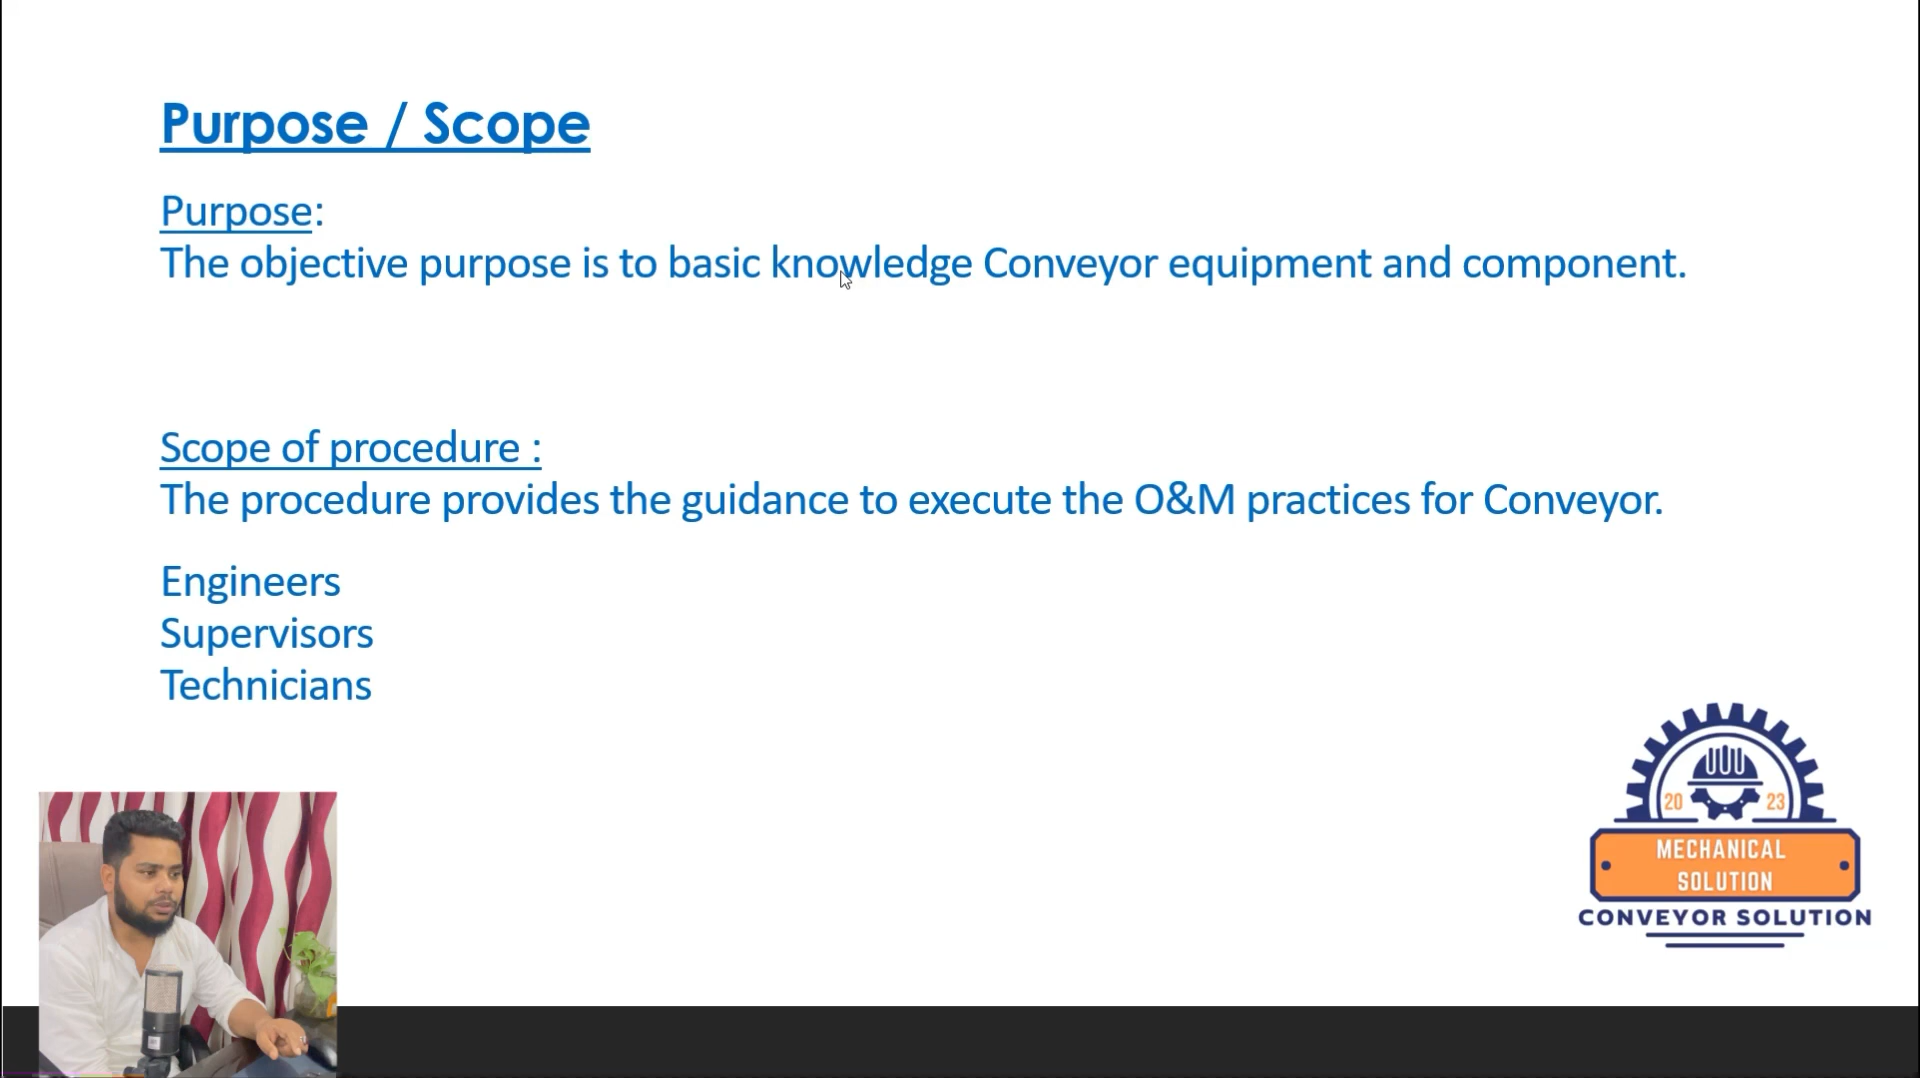 Purpose / Scope
Purpose:
The objective purpose is to basic knowledge Conveyor equipment and component.
Scope of procedure :
The procedure provides the guidance to execute the O&M practices for Conveyor.
Engineers
Supervisors
Technicians
20 23
MECHANICAL
SOLUTION
CONVEYOR SOLUTION